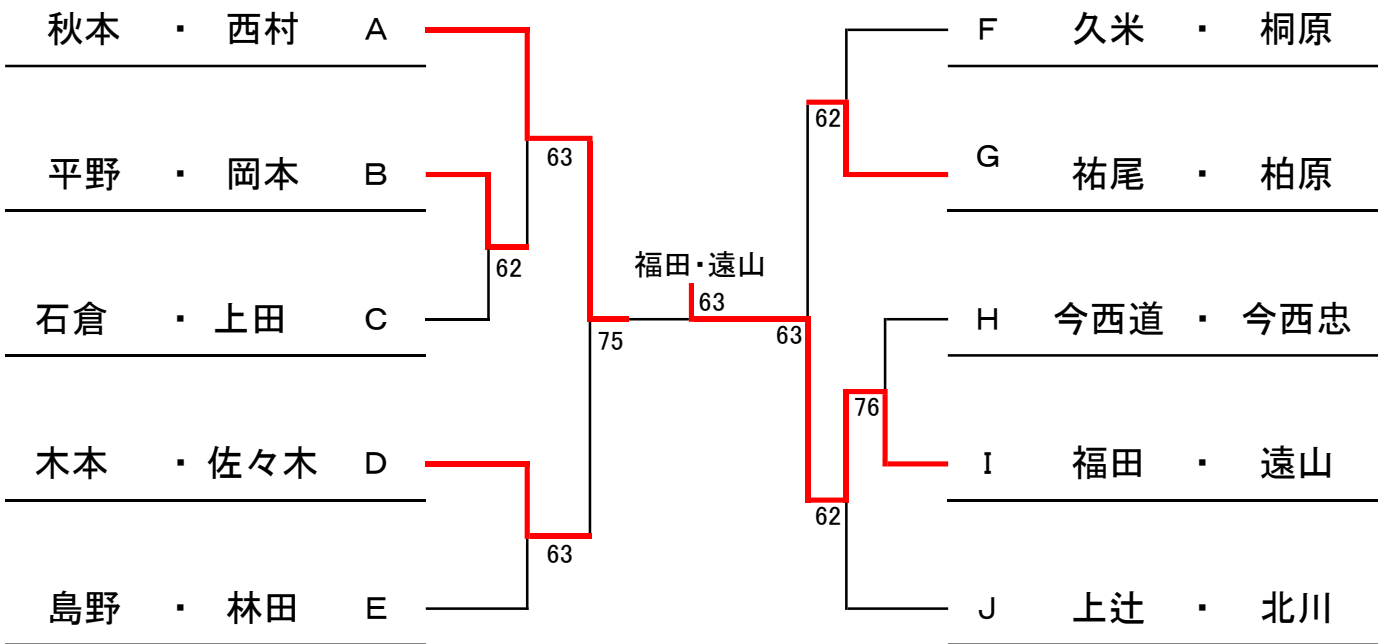 秋本 ・ 西村 A
F 久米 ・ 桐原
62
63
平野 ・ 岡本 B
G 祐尾 ・ 柏原
62
福田・遠山
63
石倉 ・ 上田 C
75
63
H 今西道 ・ 今西忠
76
木本 ・ 佐々木 D
I 福田 ・ 遠山
62
63
島野 ・ 林田 E
J 上辻 ・ 北川